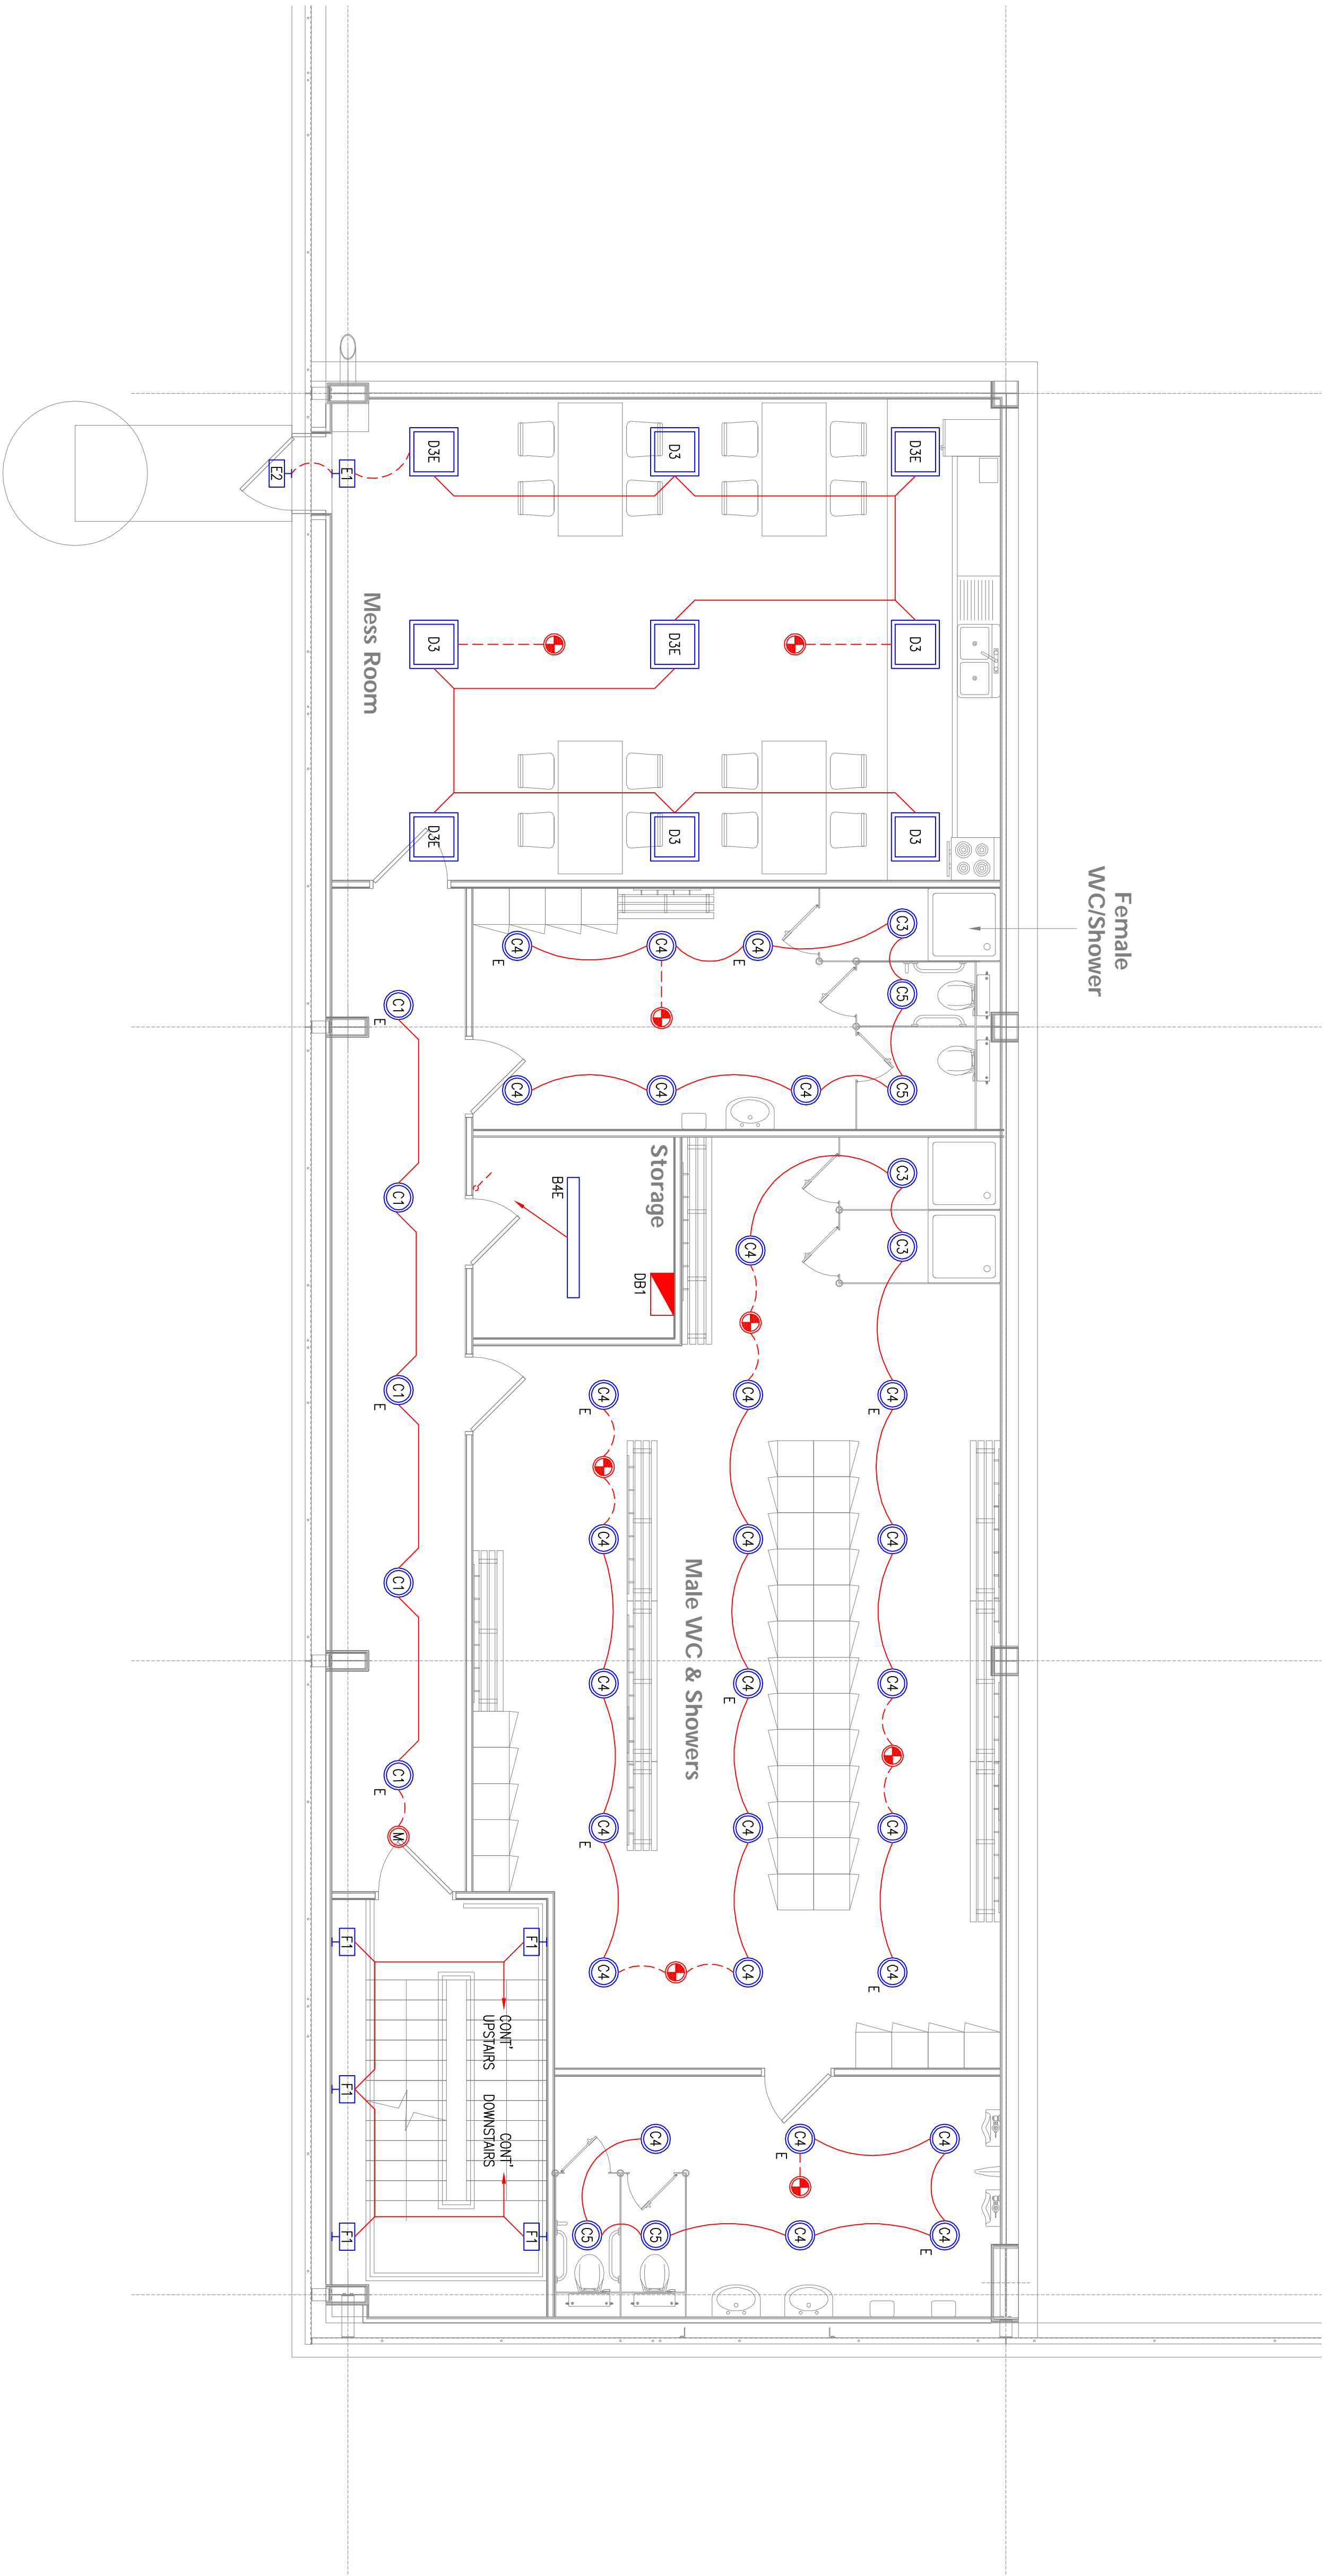 Female
WC/Shower
C4
C4
E
D3E
D3
D3
C3
C5
C5
C3
C3
C4
E
C4
C4
C4
C4
E
C4
C4
E
C4
C4
E
C4
C4
C4
C4
E
C4
C4
Male WC & Showers
D3
D3E
D3
C4
C4
Storage
DB1
C4
C5
C4
E
C4
C4
C4
E
C4
C5
B4E
C4
E
C4
F1
F1
CONT'
UPSTAIRS
CONT'
DOWNSTAIRS
D3E
D3
D3E
C1
E
C1
C1
E
C1
C1
E
M
Mess Room
E1
F1
F1
F1
E2